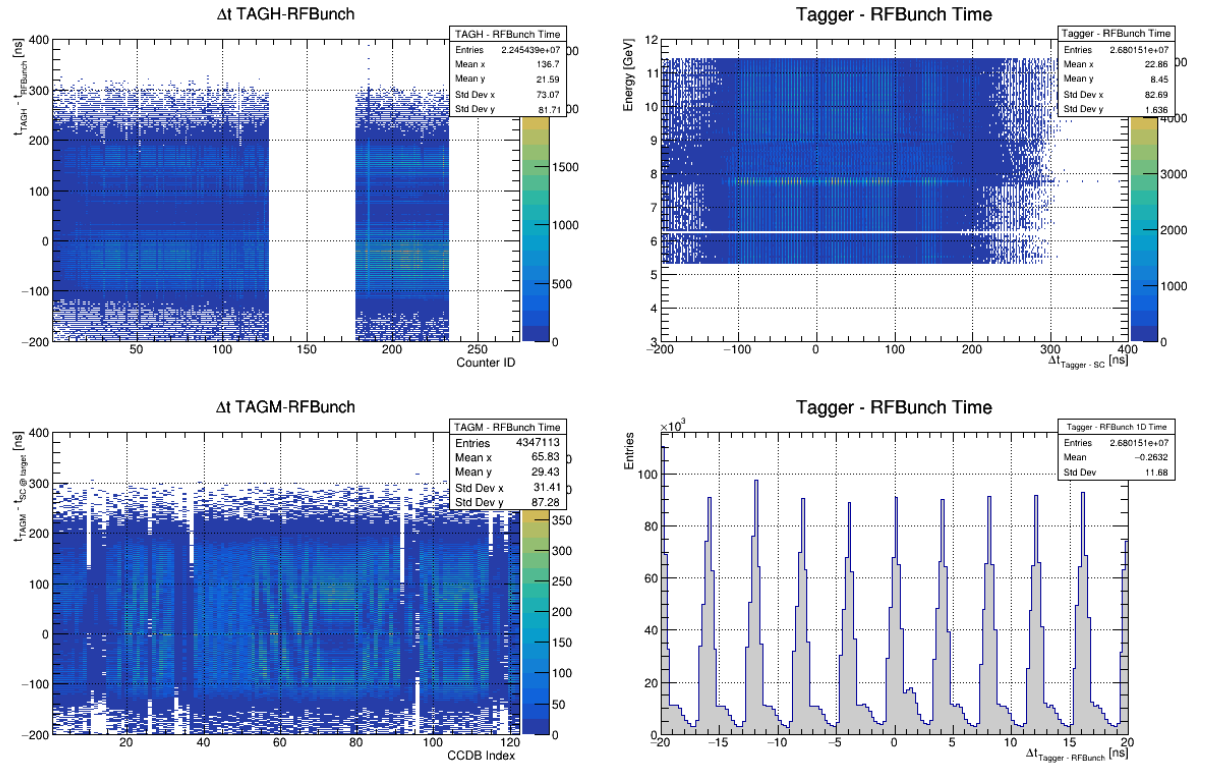 Δt TAGH-RFBunch
t_TAGH - t_RFBunch [ns]
400
300
200
100
0
−100
−200
50
100
150
200
250
Counter ID
TAGH - RFBunch Time
Entries 2.245439e+07
Mean x 136.7
Mean y 21.59
Std Dev x 73.07
Std Dev y 81.71
1500
1000
500
0
Tagger - RFBunch Time
Energy [GeV]
12
11
10
9
8
7
6
5
4
3
−200
−100
0
100
200
300
400
Δt_Tagger - SC [ns]
Tagger - RFBunch Time
Entries 2.680151e+07
Mean x 22.86
Mean y 8.45
Std Dev x 82.69
Std Dev y 1.636
4000
3000
2000
1000
0
Δt TAGM-RFBunch
t_TAGM - t_SC @ target [ns]
400
300
200
100
0
−100
−200
20
40
60
80
100
120
CCDB Index
TAGM - RFBunch Time
Entries 4347113
Mean x 65.83
Mean y 29.43
Std Dev x 31.41
Std Dev y 87.28
350
300
250
200
150
100
50
0
Tagger - RFBunch Time
×10³
Entries
100
80
60
40
20
0
−20
−15
−10
−5
0
5
10
15
20
Δt_Tagger - RFBunch [ns]
Tagger - RFBunch 1D Time
Entries 2.680151e+07
Mean −0.2632
Std Dev 11.68